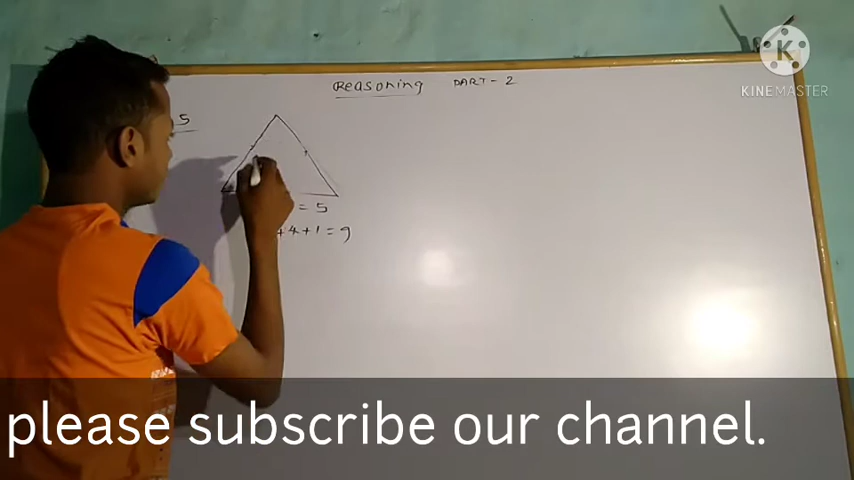 Reasoning PART - 2
5
= 5
+4+1=9
KINEMASTER
please subscribe our channel.